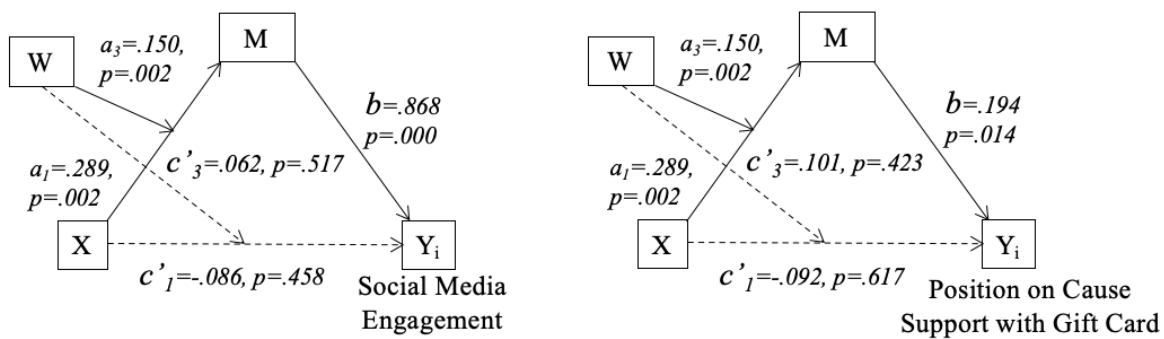 M
W
a3=.150,
p=.002
b=.868
p=.000
a1=.289,
p=.002
c'3=.062, p=.517
X
Yi
c'1=-.086, p=.458
Social Media
Engagement
M
W
a3=.150,
p=.002
b=.194
p=.014
a1=.289,
p=.002
c'3=.101, p=.423
X
Yi
c'1=-.092, p=.617
Position on Cause
Support with Gift Card